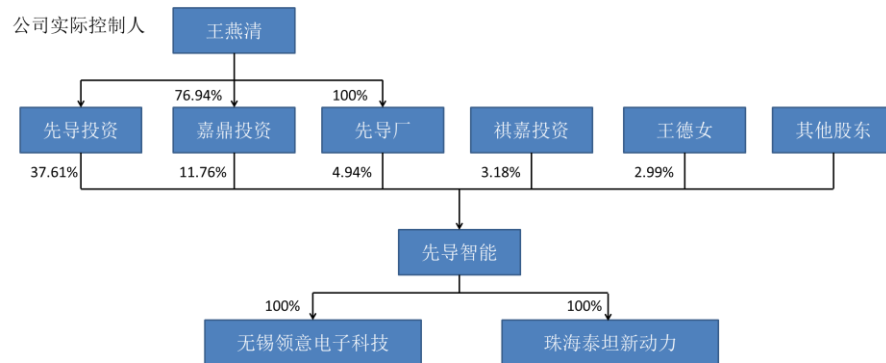 公司实际控制人
王燕清
76.94%
100%
先导投资
嘉鼎投资
先导厂
祺嘉投资
王德女
其他股东
37.61%
11.76%
4.94%
3.18%
2.99%
先导智能
100%
100%
无锡领意电子科技
珠海泰坦新动力